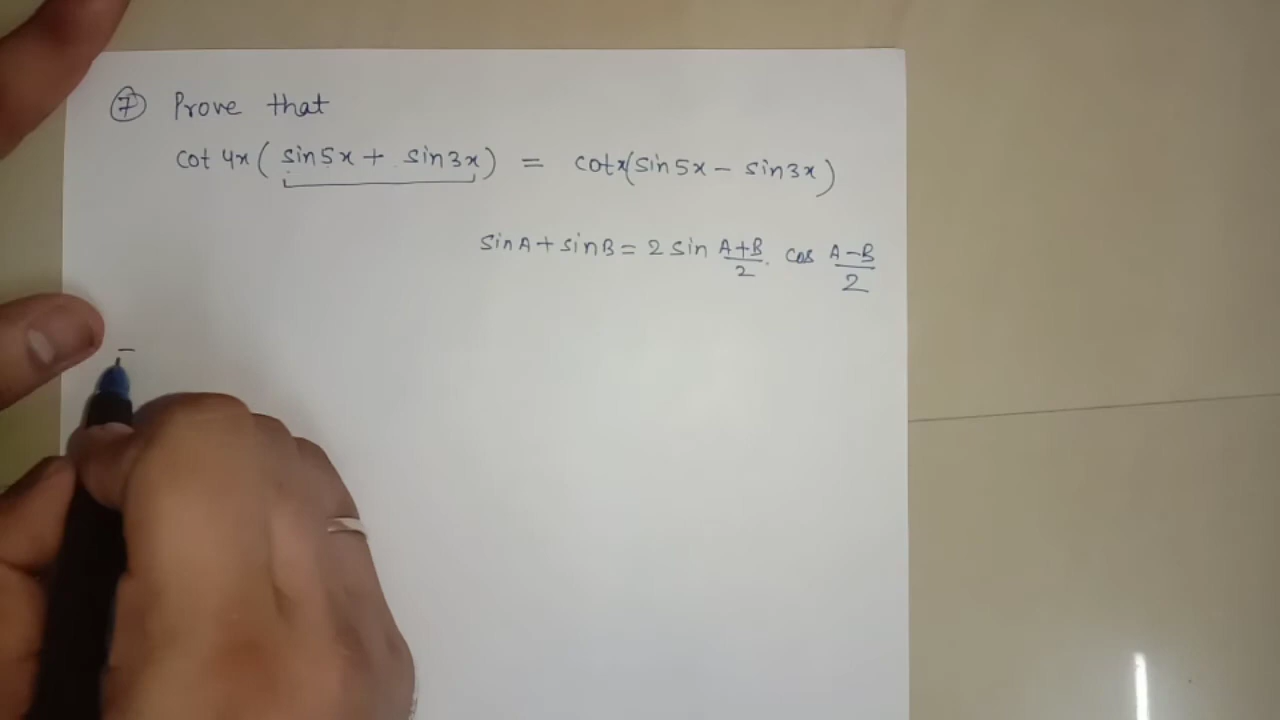 ⑦ Prove that
cot 4x ( sin5x + sin3x ) = cotx(sin5x − sin3x)
sinA + sinB = 2 sin A+B/2 . cos A−B/2